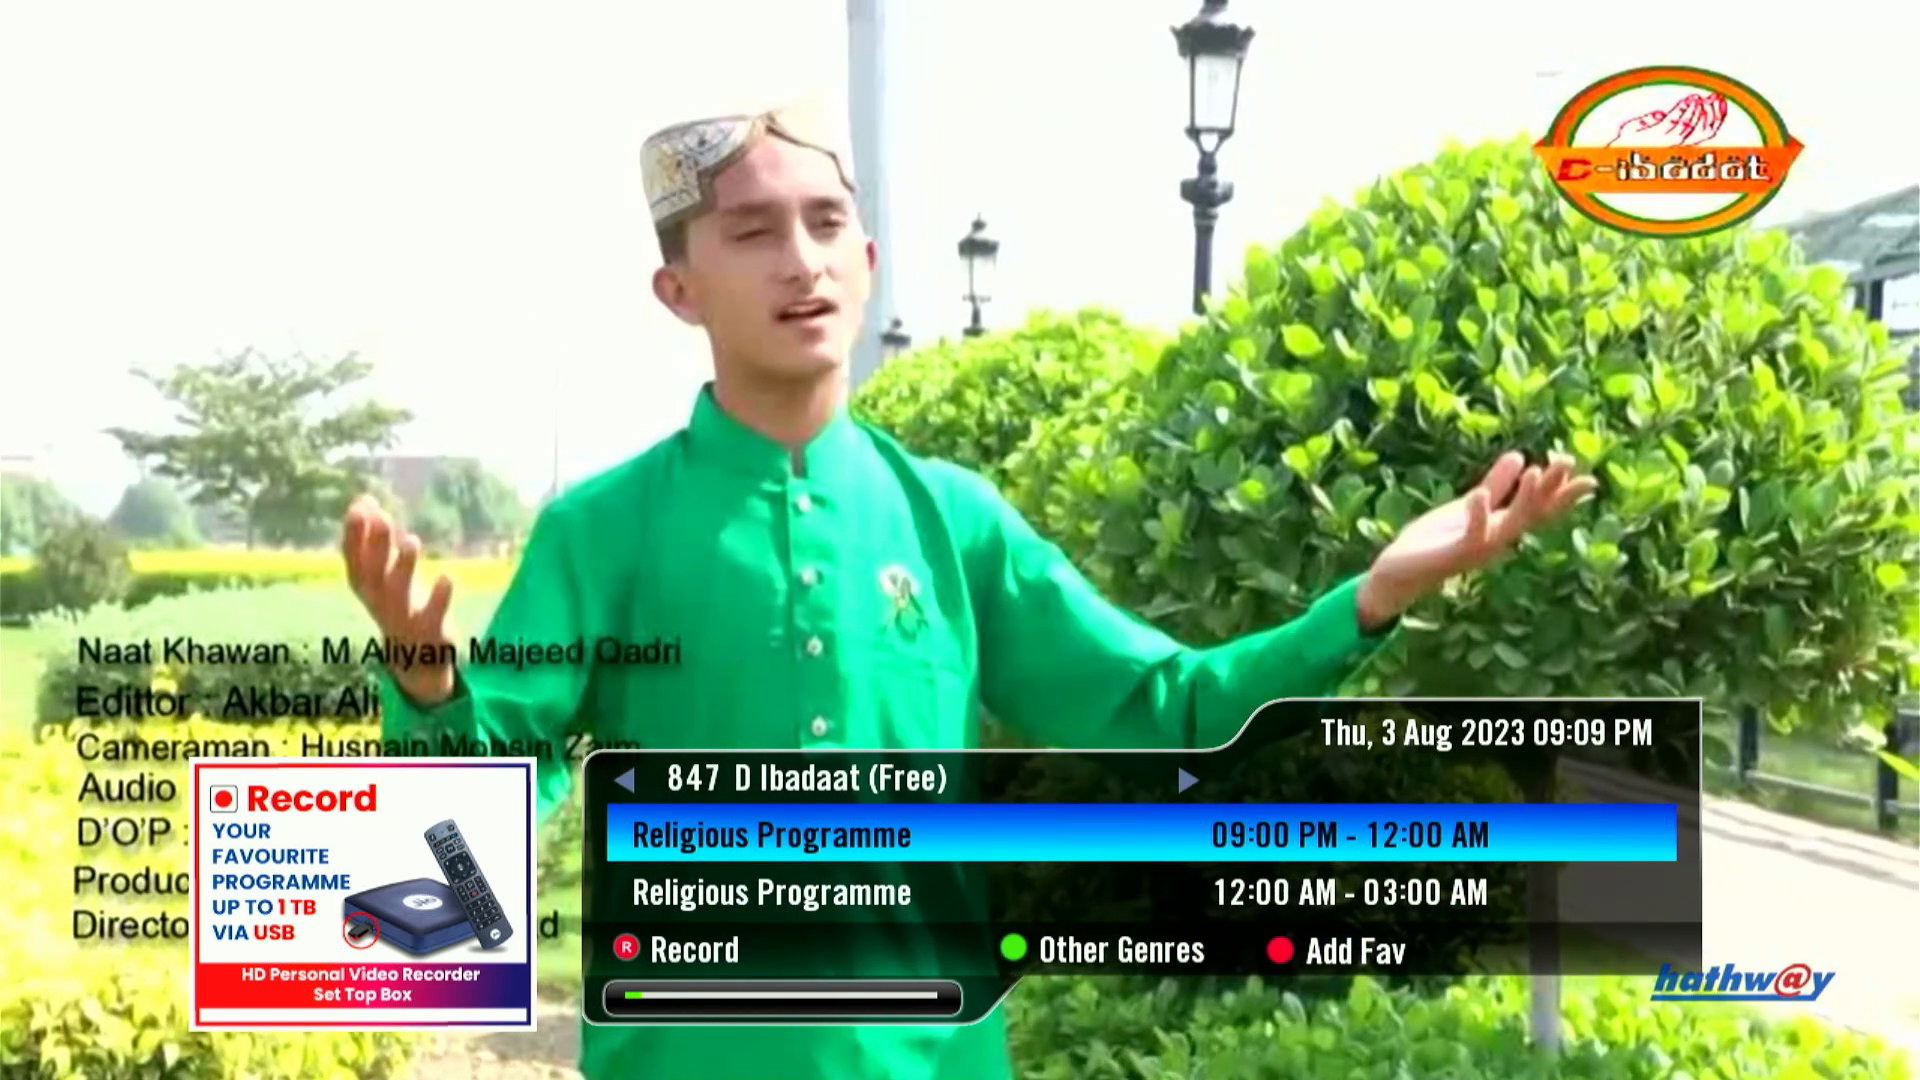 D-ibadat
Naat Khawan : M Aliyan Majeed Qadri
Edittor : Akbar Ali
Cameraman : Husnain Mohsin Zaim
Audio
D'O'P :
Produc
Directo
d
Record
YOUR
FAVOURITE
PROGRAMME
UP TO 1 TB
VIA USB
Jio
HD Personal Video Recorder
Set Top Box
Thu, 3 Aug 2023 09:09 PM
847 D Ibadaat (Free)
Religious Programme 09:00 PM - 12:00 AM
Religious Programme 12:00 AM - 03:00 AM
R Record Other Genres Add Fav
hathw@y